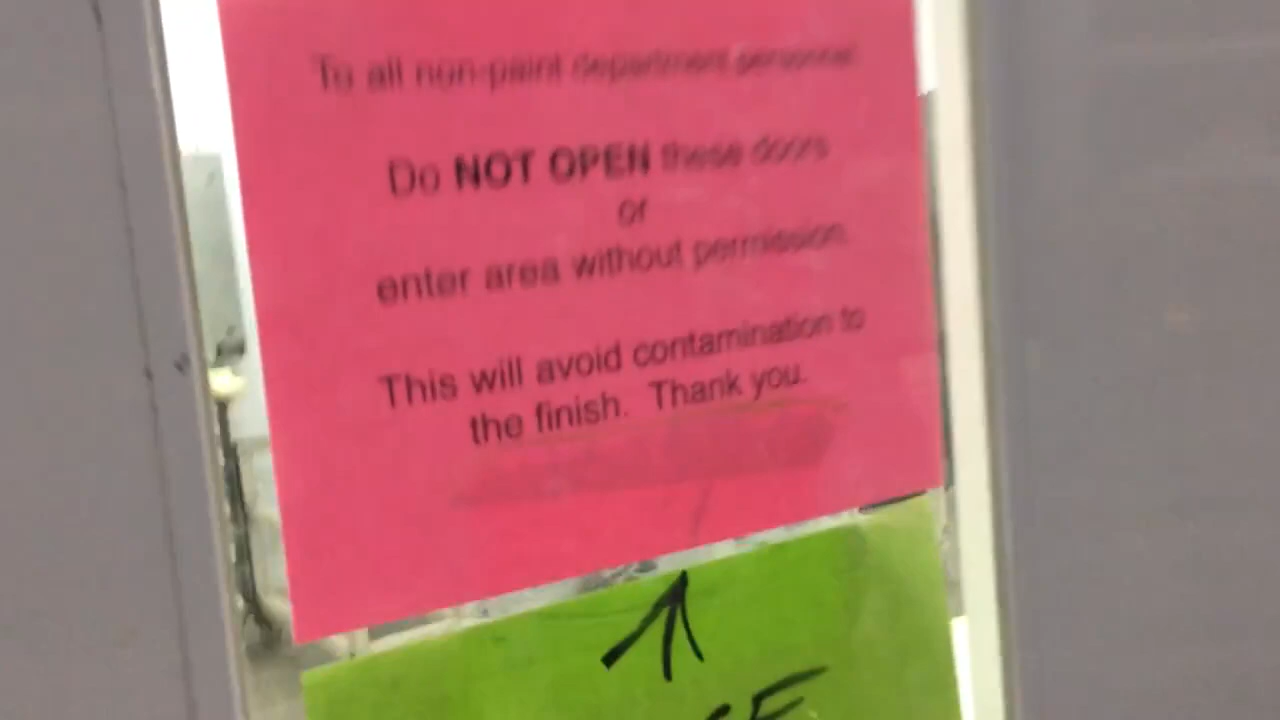 To all non-paint department personnel
Do NOT OPEN these doors
or
enter area without permission.
This will avoid contamination to
the finish. Thank you.